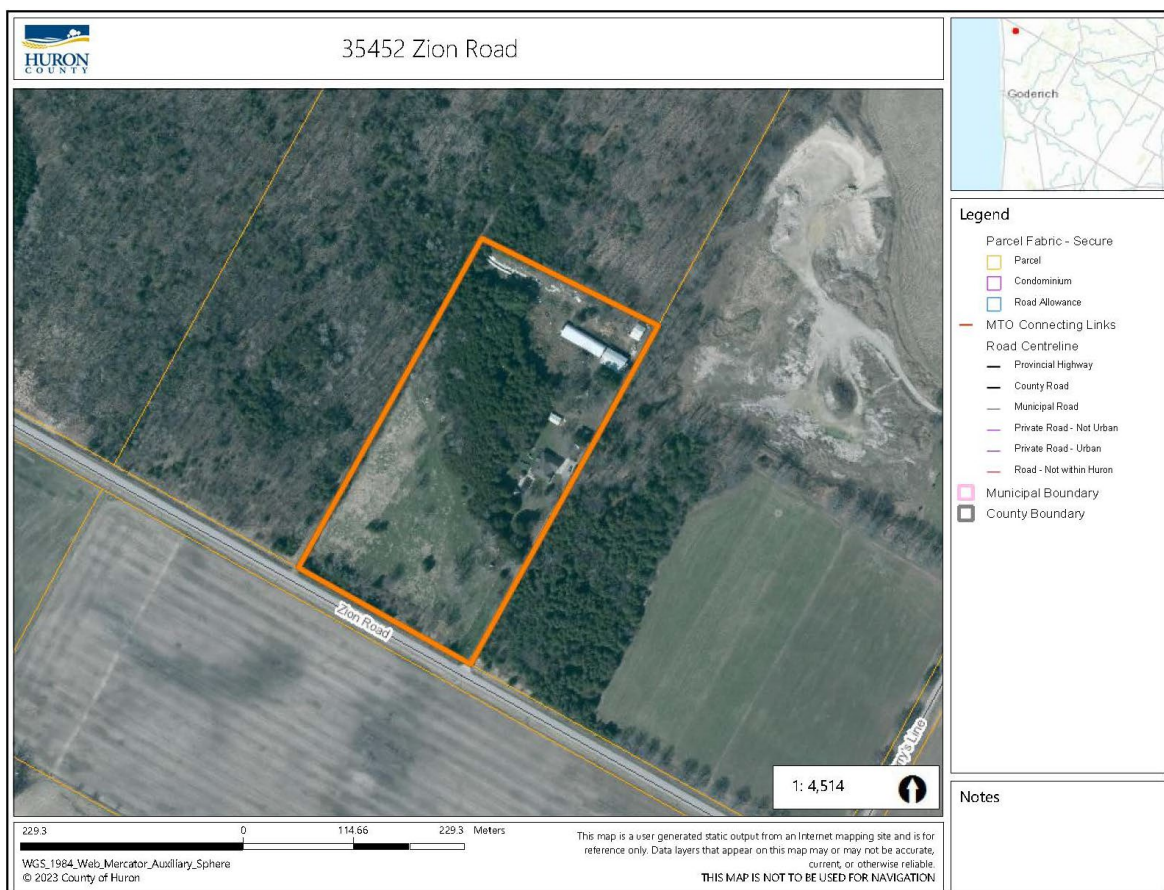 HURON
COUNTY
35452 Zion Road
Goderich
Zion Road
ry's Line
1: 4,514
Legend
Parcel Fabric - Secure
Parcel
Condominium
Road Allowance
MTO Connecting Links
Road Centreline
Provincial Highway
County Road
Municipal Road
Private Road - Not Urban
Private Road - Urban
Road - Not within Huron
Municipal Boundary
County Boundary
Notes
229.3 0 114.66 229.3 Meters
WGS_1984_Web_Mercator_Auxiliary_Sphere
© 2023 County of Huron
This map is a user generated static output from an Internet mapping site and is for
reference only. Data layers that appear on this map may or may not be accurate,
current, or otherwise reliable.
THIS MAP IS NOT TO BE USED FOR NAVIGATION